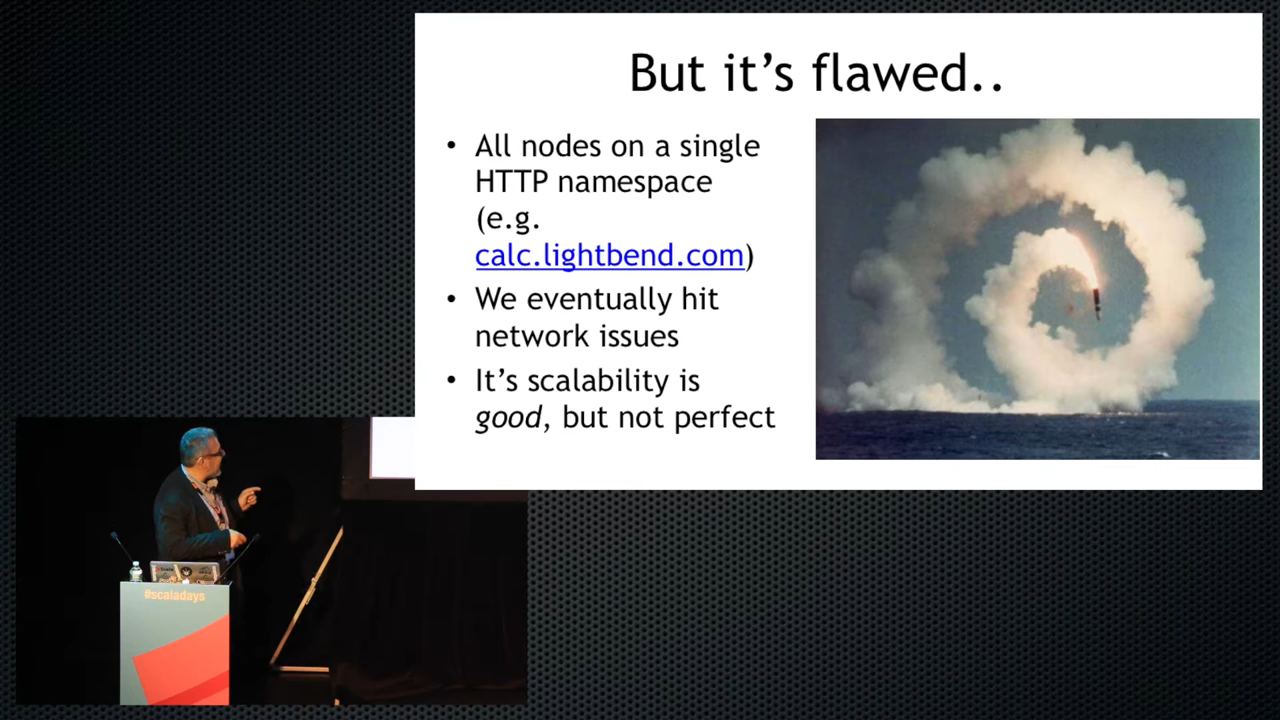 But it's flawed..
• All nodes on a single
HTTP namespace
(e.g.
calc.lightbend.com)
• We eventually hit
network issues
• It's scalability is
good, but not perfect
#scaladays